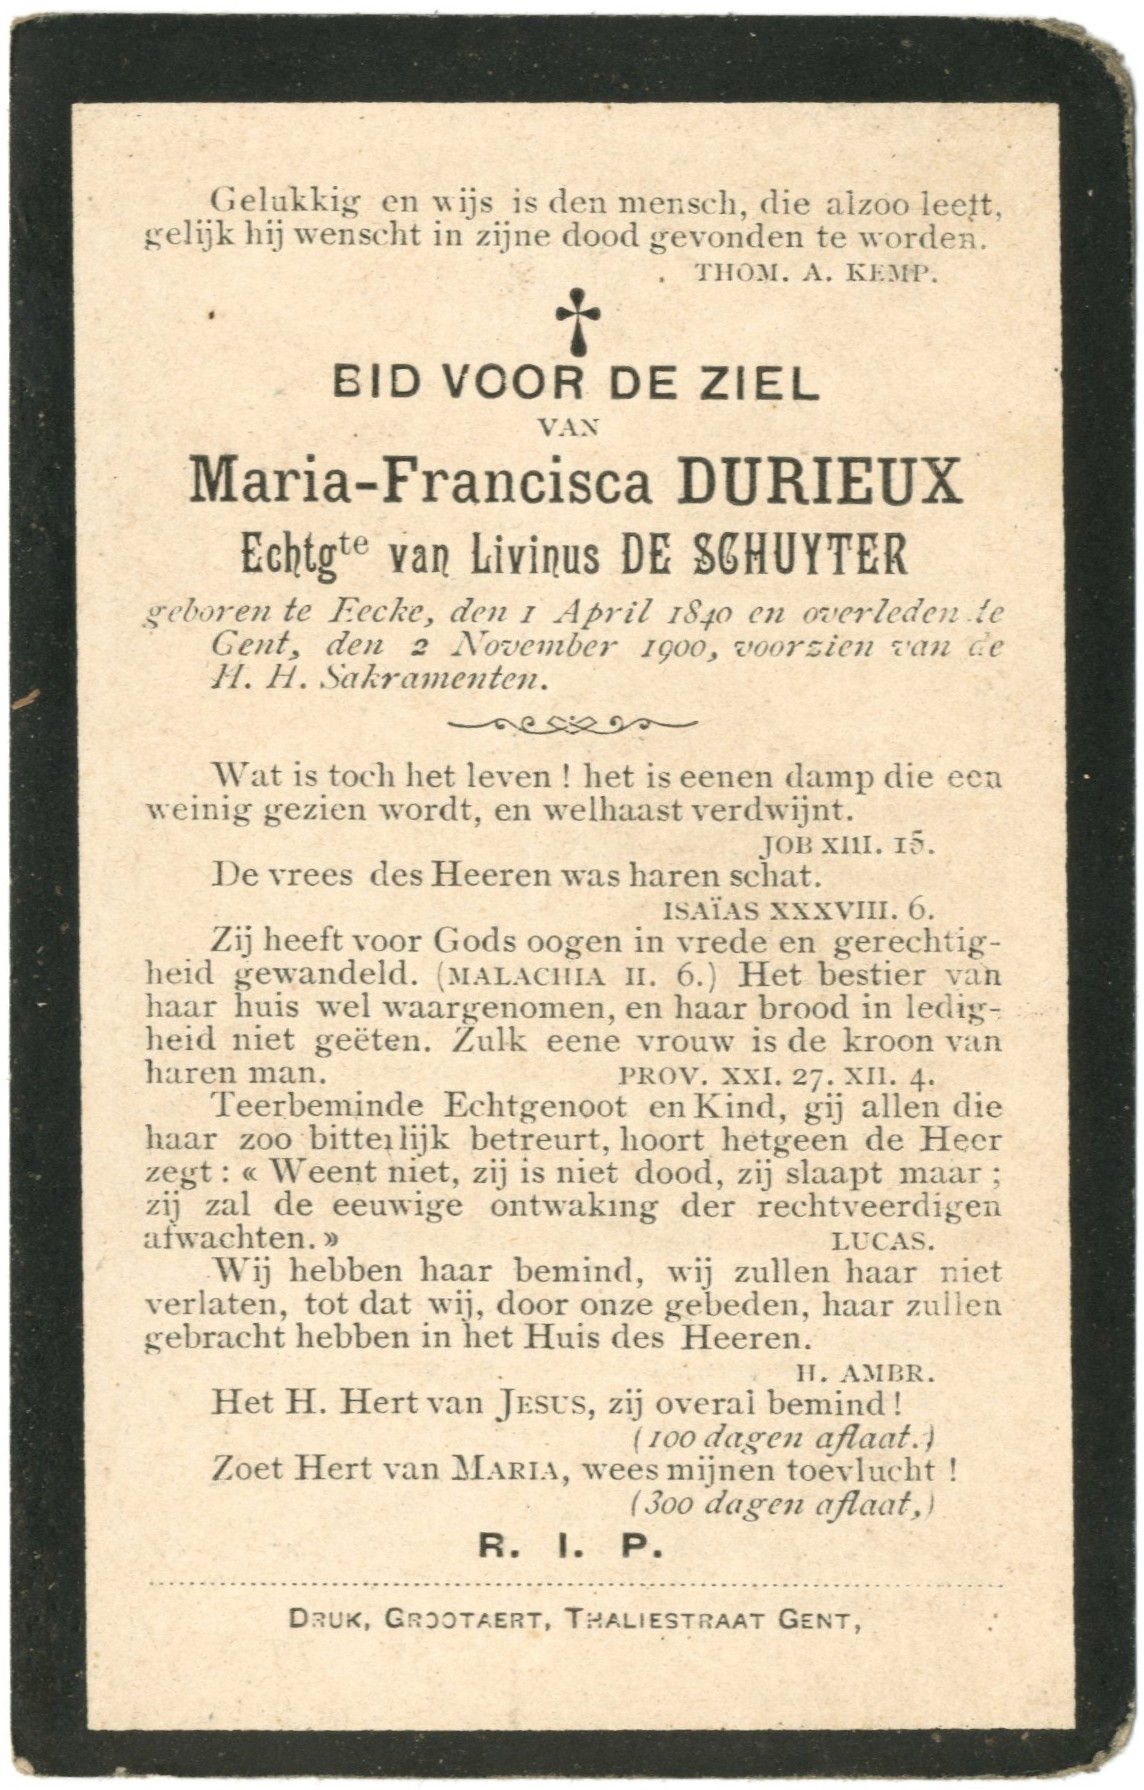 Gelukkig en wijs is den mensch, die alzoo leeft,
gelijk hij wenscht in zijne dood gevonden te worden.
THOM. A. KEMP.
BID VOOR DE ZIEL
VAN
Maria-Francisca DURIEUX
Echtgte van Livinus DE SCHUYTER
geboren te Eecke, den 1 April 1840 en overleden te
Gent, den 2 November 1900, voorzien van de
H. H. Sakramenten.
Wat is toch het leven ! het is eenen damp die een
weinig gezien wordt, en welhaast verdwijnt.
JOB XIII. 15.
De vrees des Heeren was haren schat.
ISAÏAS XXXVIII. 6.
Zij heeft voor Gods oogen in vrede en gerechtig-
heid gewandeld. (MALACHIA II. 6.) Het bestier van
haar huis wel waargenomen, en haar brood in ledig-
heid niet geëten. Zulk eene vrouw is de kroon van
haren man. PROV. XXI. 27. XII. 4.
Teerbeminde Echtgenoot en Kind, gij allen die
haar zoo bitterlijk betreurt, hoort hetgeen de Heer
zegt : « Weent niet, zij is niet dood, zij slaapt maar ;
zij zal de eeuwige ontwaking der rechtveerdigen
afwachten. » LUCAS.
Wij hebben haar bemind, wij zullen haar niet
verlaten, tot dat wij, door onze gebeden, haar zullen
gebracht hebben in het Huis des Heeren.
H. AMBR.
Het H. Hert van JESUS, zij overal bemind !
(100 dagen aflaat.)
Zoet Hert van MARIA, wees mijnen toevlucht !
(300 dagen aflaat,)
R. I. P.
DRUK, GROOTAERT, THALIESTRAAT GENT,